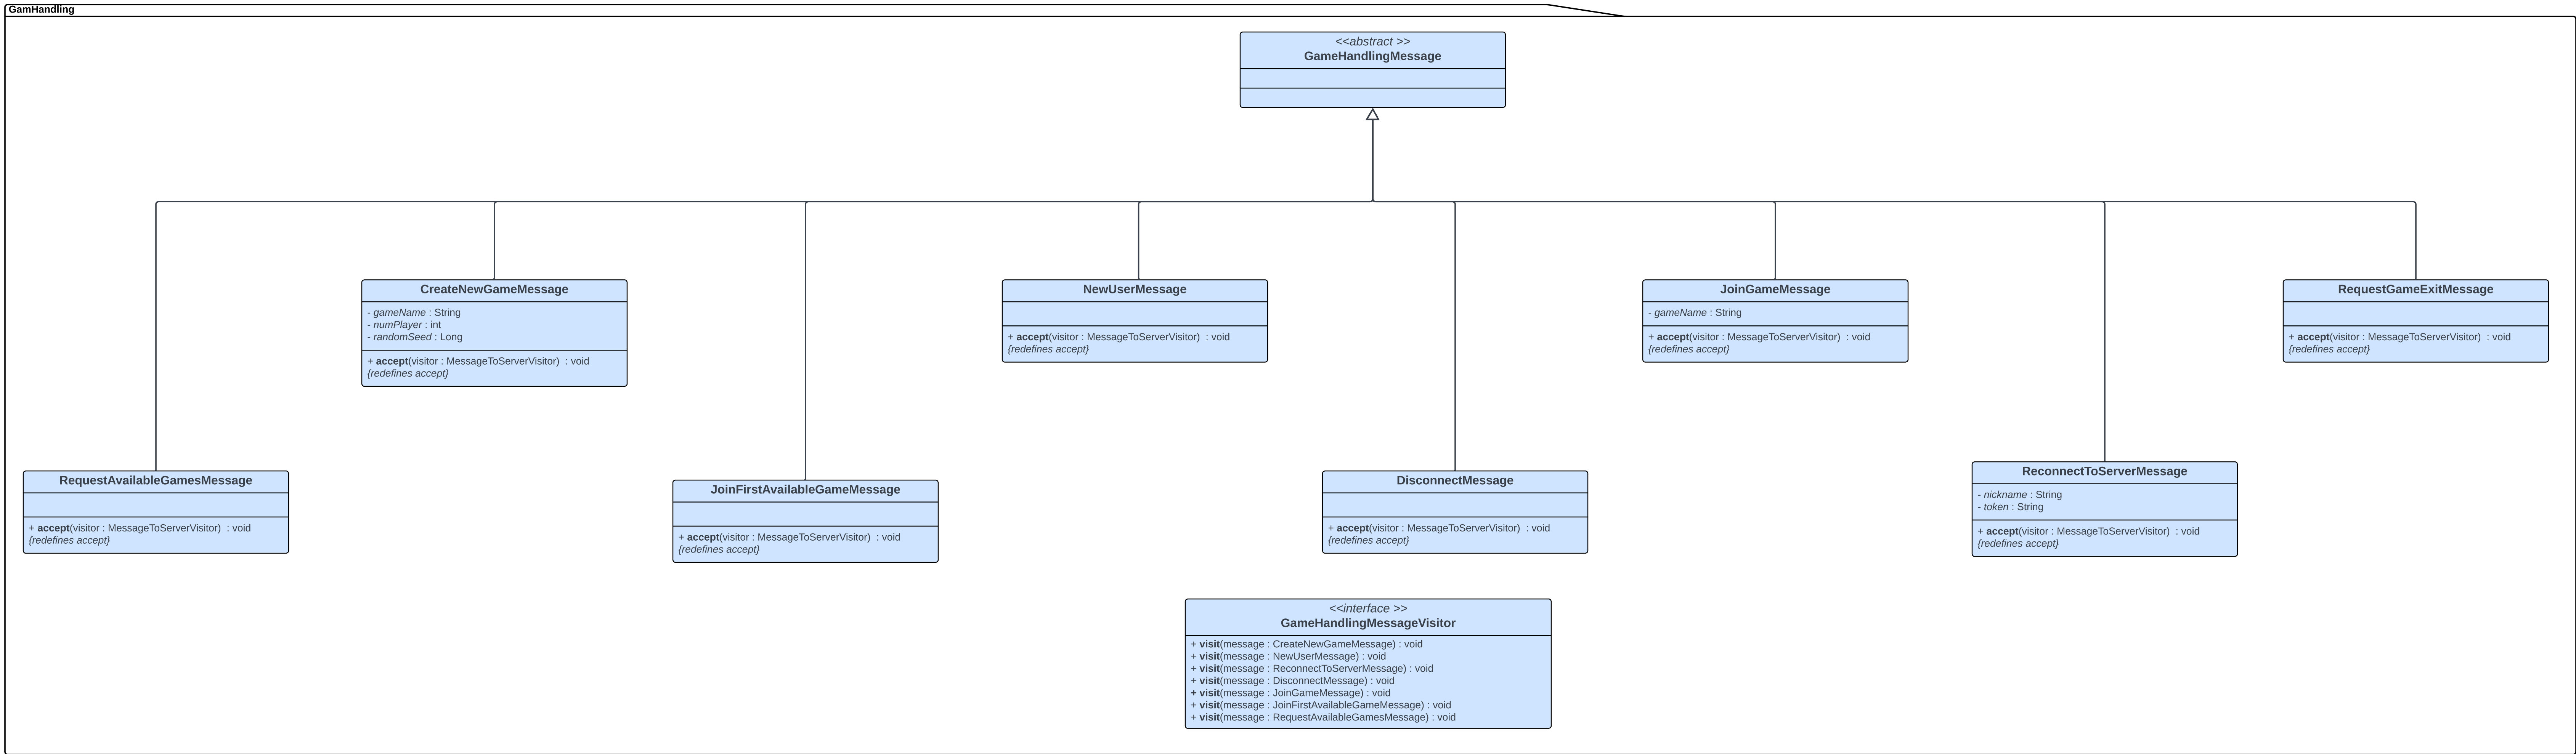 GamHandling
<<abstract >>
GameHandlingMessage
CreateNewGameMessage
- gameName : String
- numPlayer : int
- randomSeed : Long
+ accept(visitor : MessageToServerVisitor)  : void
{redefines accept}
NewUserMessage
+ accept(visitor : MessageToServerVisitor)  : void
{redefines accept}
JoinGameMessage
- gameName : String
+ accept(visitor : MessageToServerVisitor)  : void
{redefines accept}
RequestGameExitMessage
+ accept(visitor : MessageToServerVisitor)  : void
{redefines accept}
RequestAvailableGamesMessage
+ accept(visitor : MessageToServerVisitor)  : void
{redefines accept}
JoinFirstAvailableGameMessage
+ accept(visitor : MessageToServerVisitor)  : void
{redefines accept}
DisconnectMessage
+ accept(visitor : MessageToServerVisitor)  : void
{redefines accept}
ReconnectToServerMessage
- nickname : String
- token : String
+ accept(visitor : MessageToServerVisitor)  : void
{redefines accept}
<<interface >>
GameHandlingMessageVisitor
+ visit(message : CreateNewGameMessage) : void
+ visit(message : NewUserMessage) : void
+ visit(message : ReconnectToServerMessage) : void
+ visit(message : DisconnectMessage) : void
+ visit(message : JoinGameMessage) : void
+ visit(message : JoinFirstAvailableGameMessage) : void
+ visit(message : RequestAvailableGamesMessage) : void